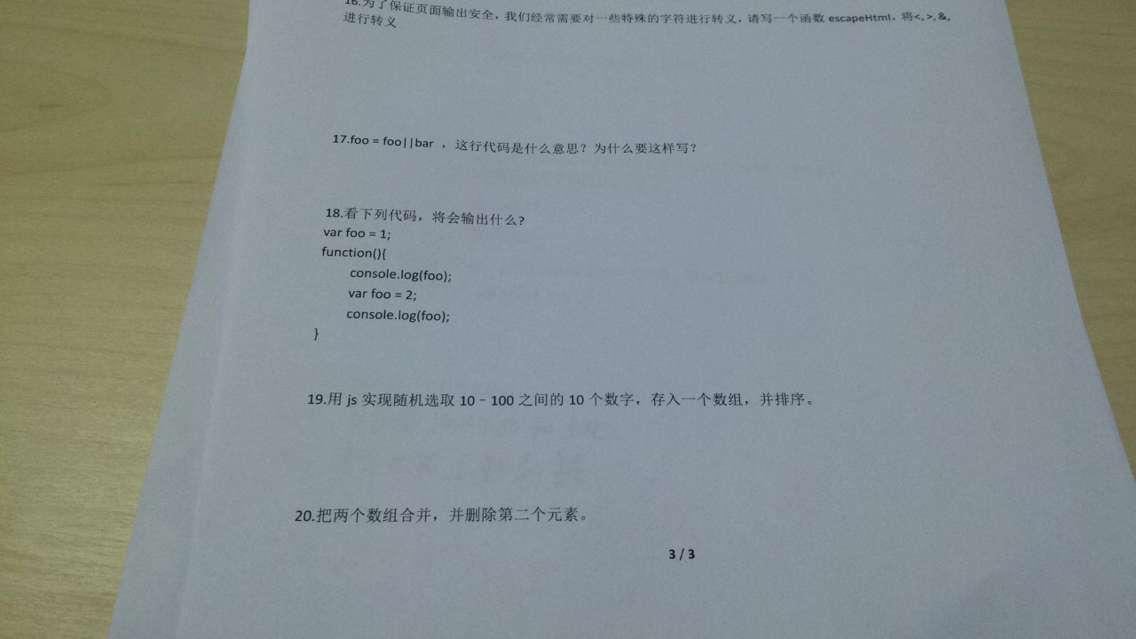 16.为了保证页面输出安全，我们经常需要对一些特殊的字符进行转义，请写一个函数 escapeHtml，将<, >, &,
进行转义
17.foo = foo||bar ，这行代码是什么意思？为什么要这样写？
18.看下列代码，将会输出什么？
var foo = 1;
function(){
console.log(foo);
var foo = 2;
console.log(foo);
}
19.用 js 实现随机选取 10 – 100 之间的 10 个数字，存入一个数组，并排序。
20.把两个数组合并，并删除第二个元素。
3 / 3